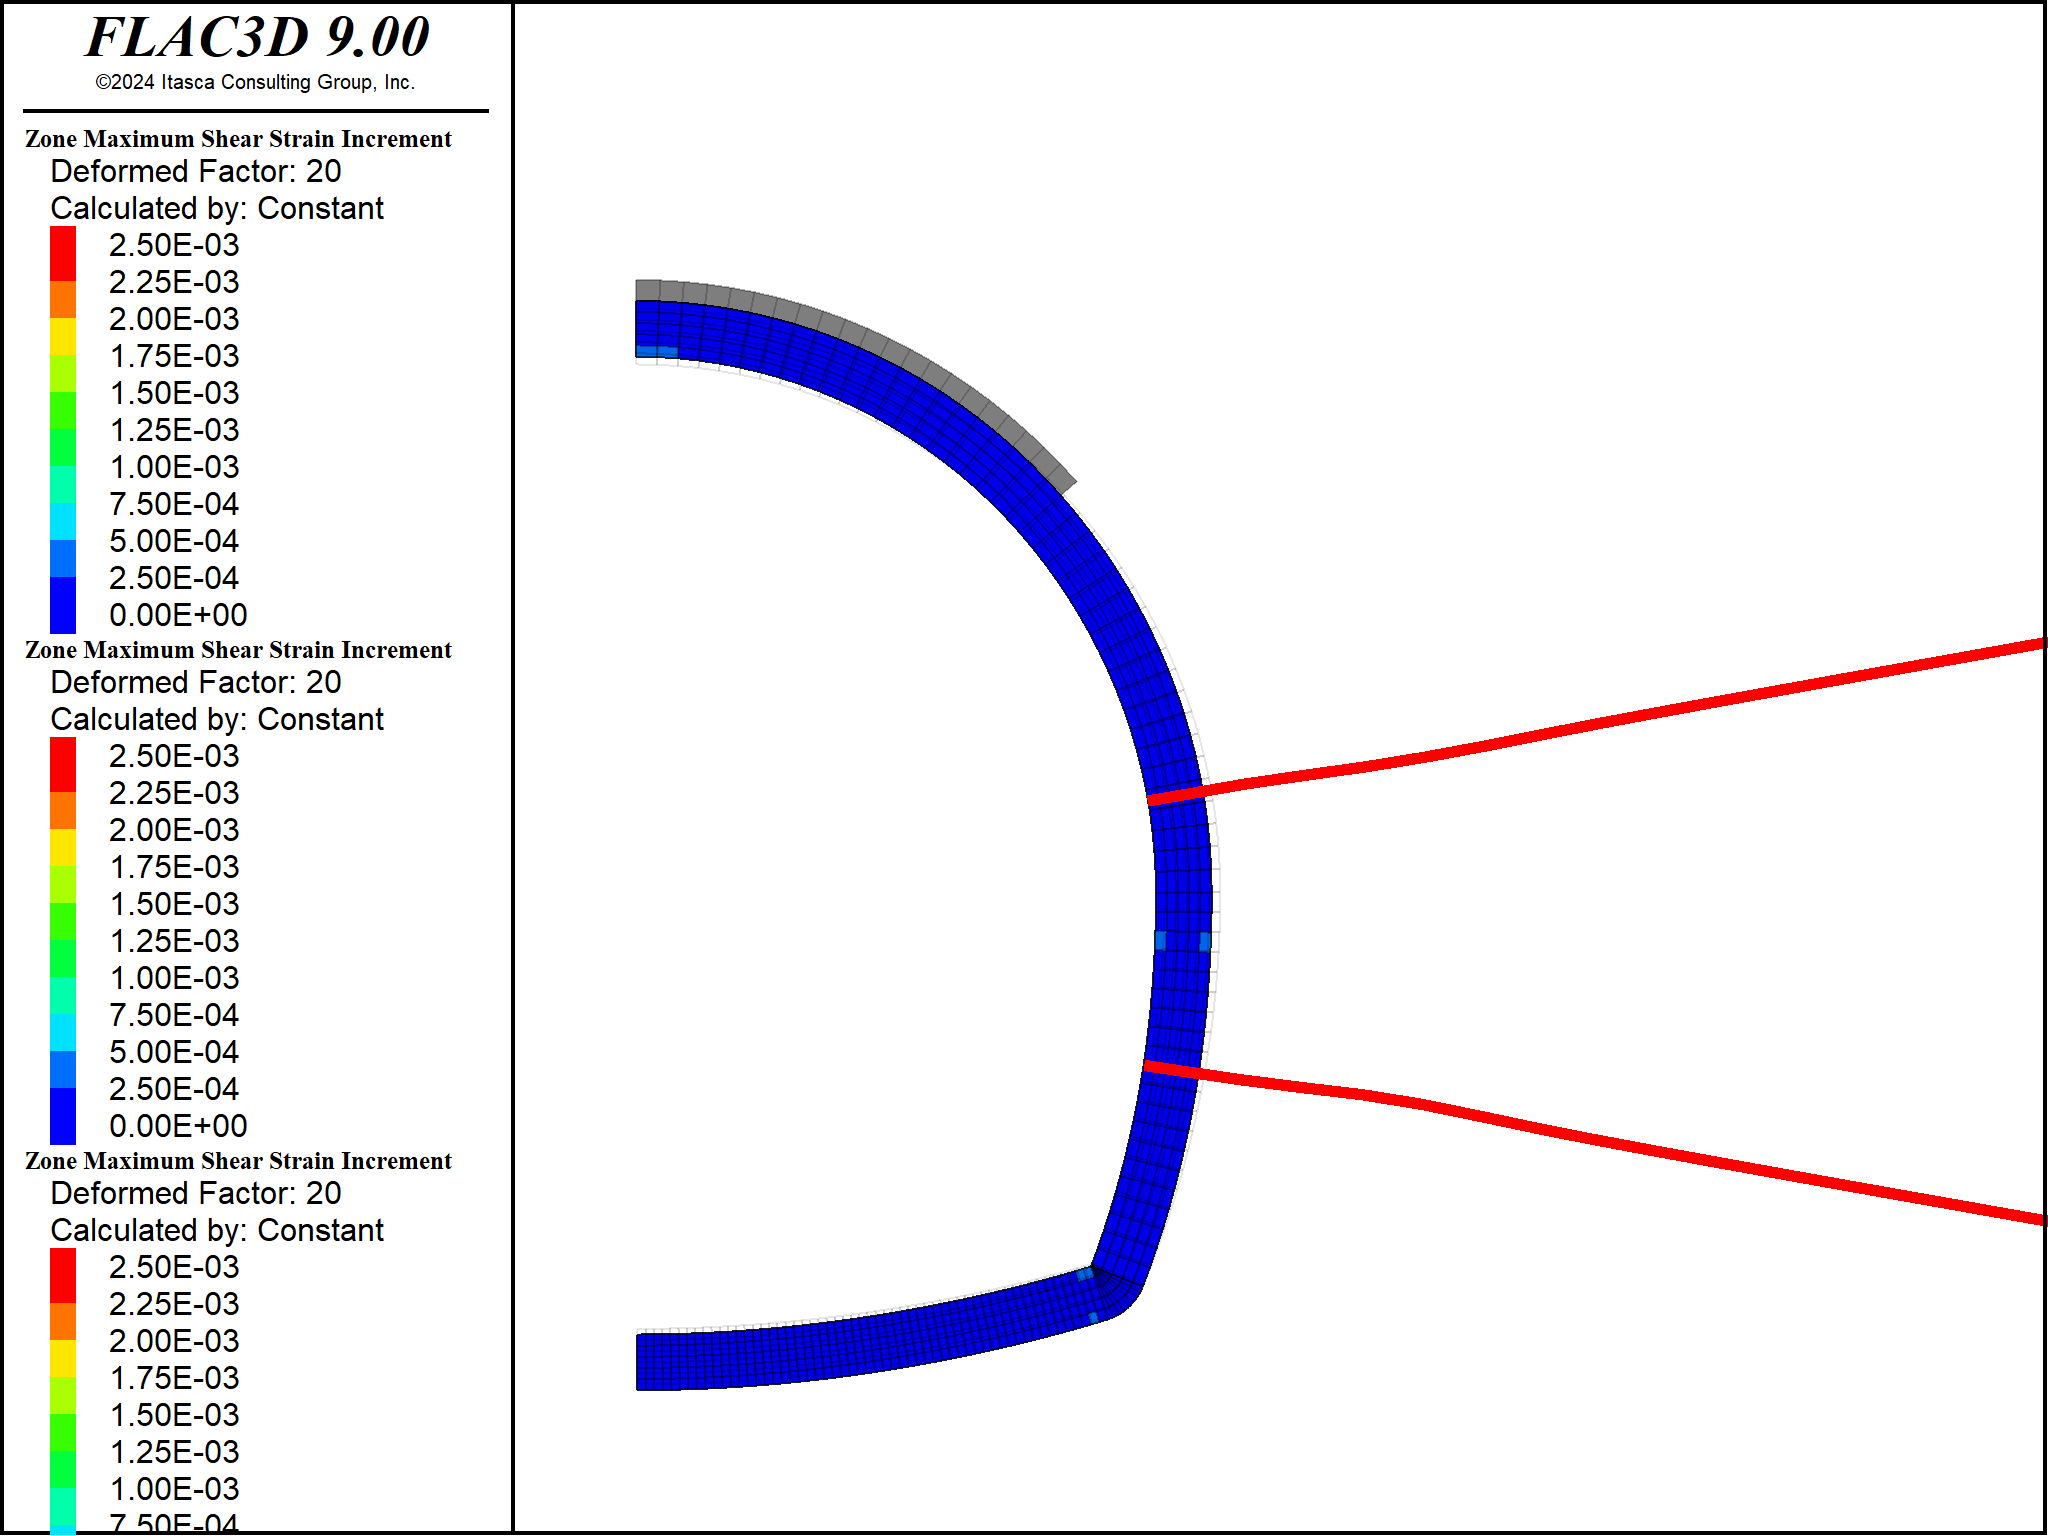 FLAC3D 9.00
©2024 Itasca Consulting Group, Inc.
Zone Maximum Shear Strain Increment
Deformed Factor: 20
Calculated by: Constant
2.50E-03
2.25E-03
2.00E-03
1.75E-03
1.50E-03
1.25E-03
1.00E-03
7.50E-04
5.00E-04
2.50E-04
0.00E+00
Zone Maximum Shear Strain Increment
Deformed Factor: 20
Calculated by: Constant
2.50E-03
2.25E-03
2.00E-03
1.75E-03
1.50E-03
1.25E-03
1.00E-03
7.50E-04
5.00E-04
2.50E-04
0.00E+00
Zone Maximum Shear Strain Increment
Deformed Factor: 20
Calculated by: Constant
2.50E-03
2.25E-03
2.00E-03
1.75E-03
1.50E-03
1.25E-03
1.00E-03
7.50E-04